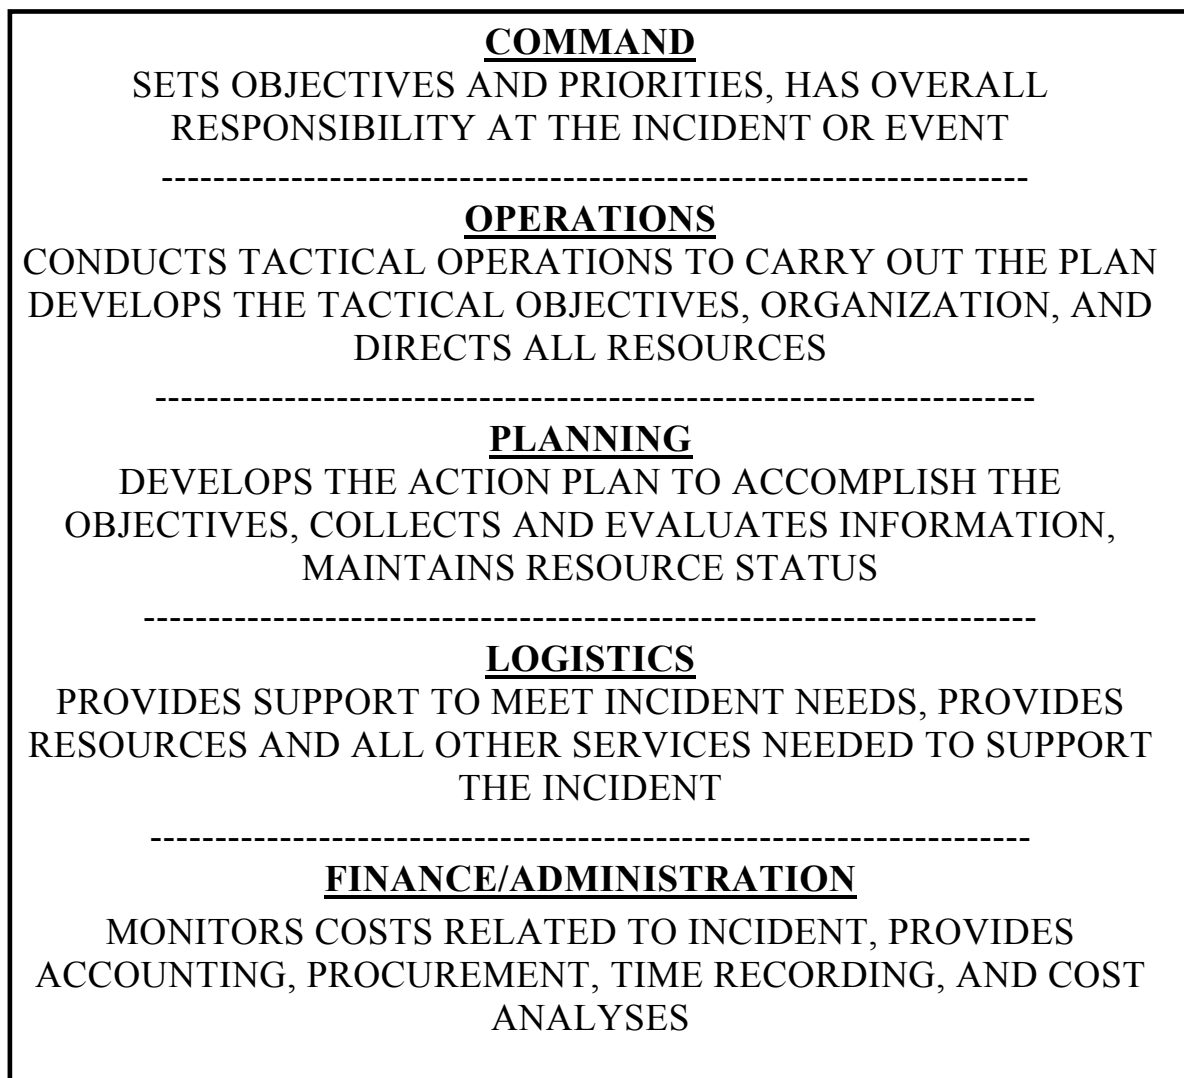 COMMAND
SETS OBJECTIVES AND PRIORITIES, HAS OVERALL
RESPONSIBILITY AT THE INCIDENT OR EVENT
-------------------------------------------------------------------
OPERATIONS
CONDUCTS TACTICAL OPERATIONS TO CARRY OUT THE PLAN
DEVELOPS THE TACTICAL OBJECTIVES, ORGANIZATION, AND
DIRECTS ALL RESOURCES
--------------------------------------------------------------------
PLANNING
DEVELOPS THE ACTION PLAN TO ACCOMPLISH THE
OBJECTIVES, COLLECTS AND EVALUATES INFORMATION,
MAINTAINS RESOURCE STATUS
---------------------------------------------------------------------
LOGISTICS
PROVIDES SUPPORT TO MEET INCIDENT NEEDS, PROVIDES
RESOURCES AND ALL OTHER SERVICES NEEDED TO SUPPORT
THE INCIDENT
--------------------------------------------------------------------
FINANCE/ADMINISTRATION
MONITORS COSTS RELATED TO INCIDENT, PROVIDES
ACCOUNTING, PROCUREMENT, TIME RECORDING, AND COST
ANALYSES